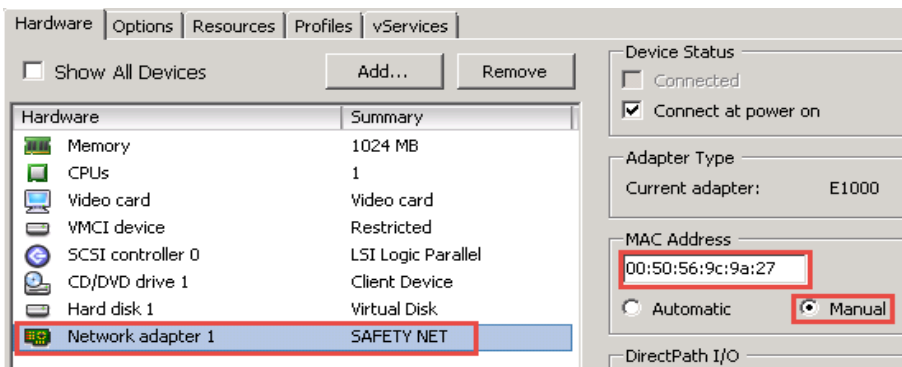 Hardware Options Resources Profiles vServices
Show All Devices Add... Remove
Hardware Summary
Memory 1024 MB
CPUs 1
Video card Video card
VMCI device Restricted
SCSI controller 0 LSI Logic Parallel
CD/DVD drive 1 Client Device
Hard disk 1 Virtual Disk
Network adapter 1 SAFETY NET
Device Status
Connected
Connect at power on
Adapter Type
Current adapter: E1000
MAC Address
00:50:56:9c:9a:27
Automatic Manual
DirectPath I/O